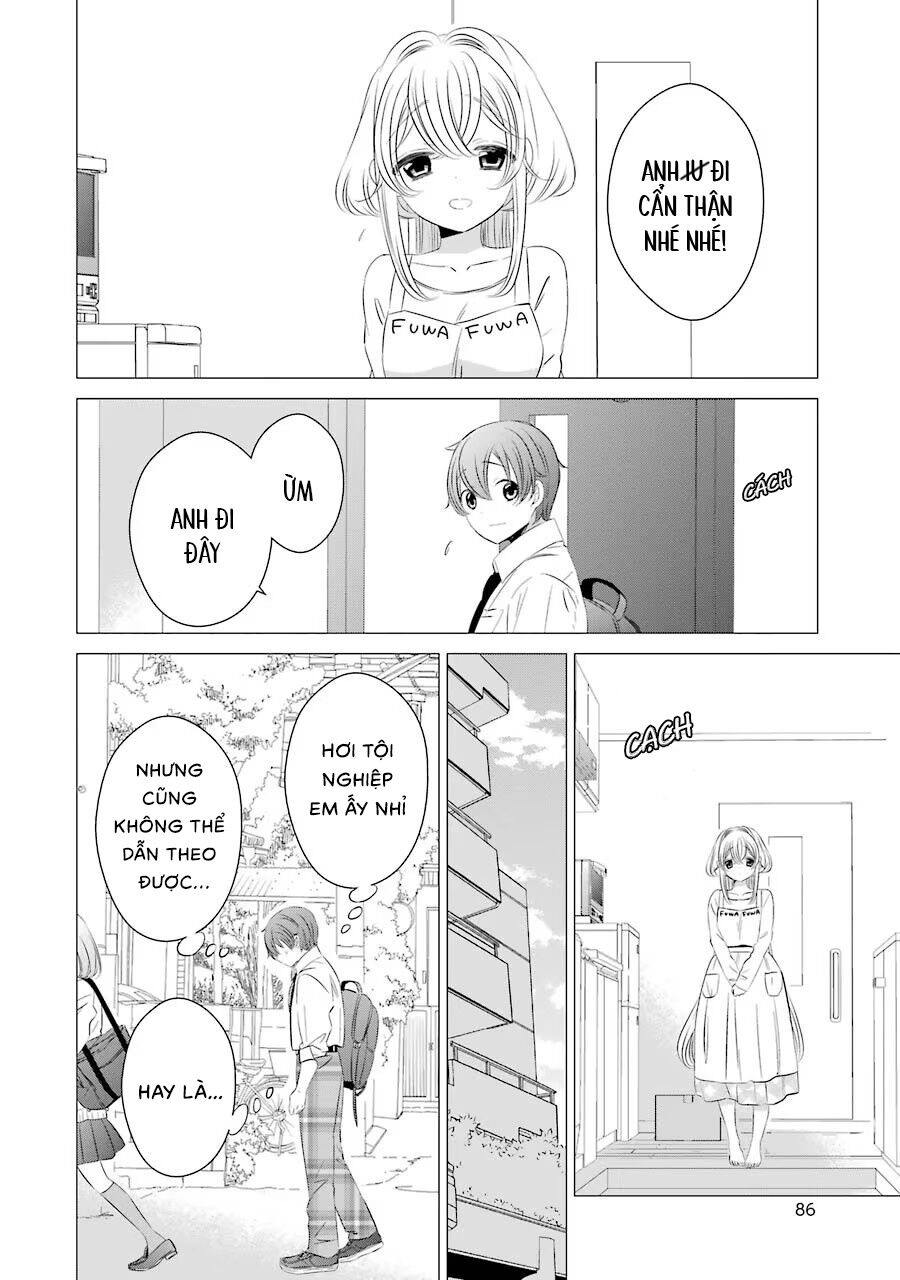 ANH IU ĐI
CẨN THẬN
NHÉ NHÉ!
FUWA FUWA
CÁCH
ỪM
ANH ĐI
ĐÂY
CẠCH
FUWA FUWA
HƠI TỘI
NGHIỆP
EM ẤY NHỈ
NHƯNG
CŨNG
KHÔNG THỂ
DẪN THEO
ĐƯỢC...
HAY LÀ...
86